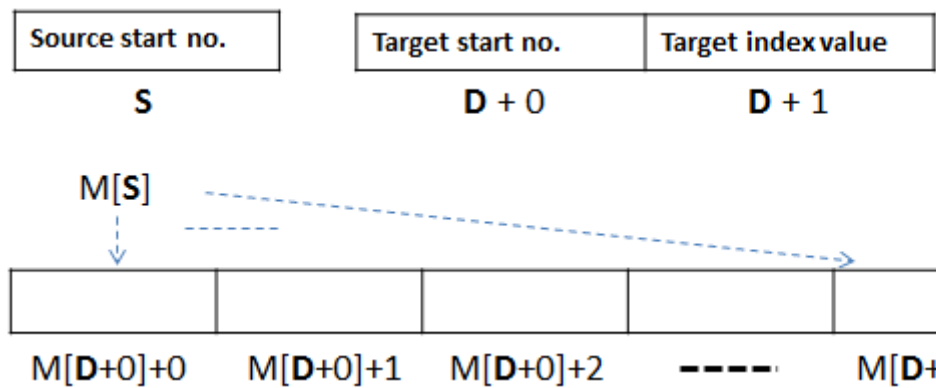 Source start no. Target start no. Target index value
S D + 0 D + 1
M[S]
M[D+0]+0 M[D+0]+1 M[D+0]+2 ----- M[D+